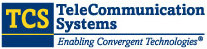 TCS TeleCommunication
Systems
Enabling Convergent Technologies®